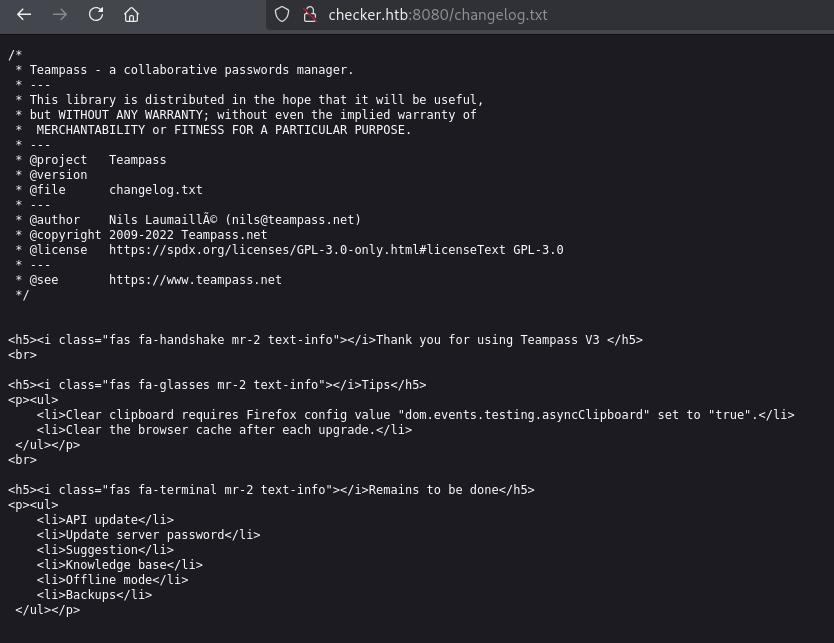 checker.htb:8080/changelog.txt
/*
 * Teampass - a collaborative passwords manager.
 * ---
 * This library is distributed in the hope that it will be useful,
 * but WITHOUT ANY WARRANTY; without even the implied warranty of
 *  MERCHANTABILITY or FITNESS FOR A PARTICULAR PURPOSE.
 * ---
 * @project   Teampass
 * @version
 * @file      changelog.txt
 * ---
 * @author    Nils LaumaillÃ© (nils@teampass.net)
 * @copyright 2009-2022 Teampass.net
 * @license   https://spdx.org/licenses/GPL-3.0-only.html#licenseText GPL-3.0
 * ---
 * @see       https://www.teampass.net
 */
<h5><i class="fas fa-handshake mr-2 text-info"></i>Thank you for using Teampass V3 </h5>
<br>
<h5><i class="fas fa-glasses mr-2 text-info"></i>Tips</h5>
<p><ul>
    <li>Clear clipboard requires Firefox config value "dom.events.testing.asyncClipboard" set to "true".</li>
    <li>Clear the browser cache after each upgrade.</li>
 </ul></p>
<br>
<h5><i class="fas fa-terminal mr-2 text-info"></i>Remains to be done</h5>
<p><ul>
    <li>API update</li>
    <li>Update server password</li>
    <li>Suggestion</li>
    <li>Knowledge base</li>
    <li>Offline mode</li>
    <li>Backups</li>
 </ul></p>